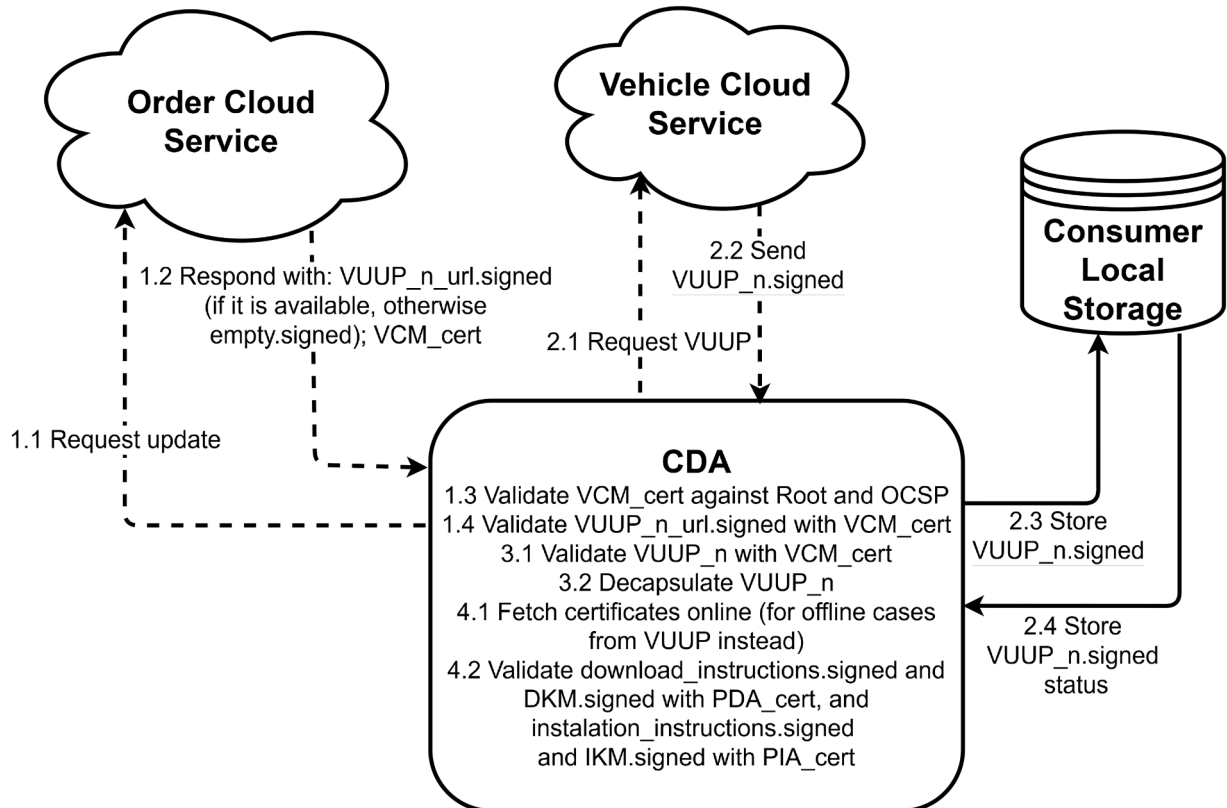 Order Cloud
Service
Vehicle Cloud
Service
Consumer
Local
Storage
1.2 Respond with: VUUP_n_url.signed
(if it is available, otherwise
empty.signed); VCM_cert
2.2 Send
VUUP_n.signed
2.1 Request VUUP
1.1 Request update
CDA
1.3 Validate VCM_cert against Root and OCSP
1.4 Validate VUUP_n_url.signed with VCM_cert
3.1 Validate VUUP_n with VCM_cert
3.2 Decapsulate VUUP_n
4.1 Fetch certificates online (for offline cases
from VUUP instead)
4.2 Validate download_instructions.signed and
DKM.signed with PDA_cert, and
instalation_instructions.signed
and IKM.signed with PIA_cert
2.3 Store
VUUP_n.signed
2.4 Store
VUUP_n.signed
status